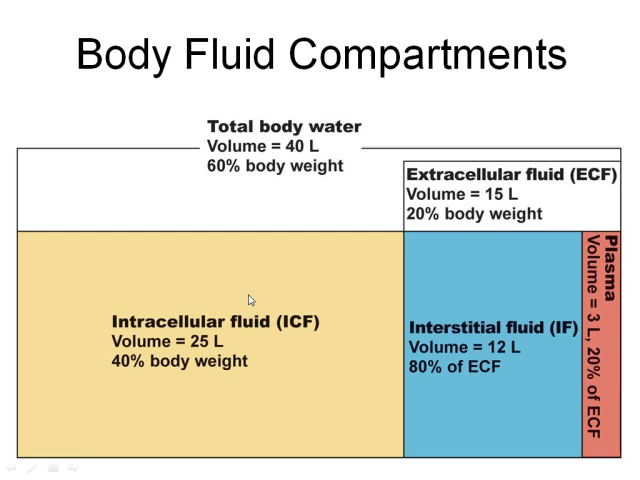 Body Fluid Compartments
Total body water
Volume = 40 L
60% body weight
Extracellular fluid (ECF)
Volume = 15 L
20% body weight
Intracellular fluid (ICF)
Volume = 25 L
40% body weight
Interstitial fluid (IF)
Volume = 12 L
80% of ECF
Plasma
Volume = 3 L, 20% of ECF